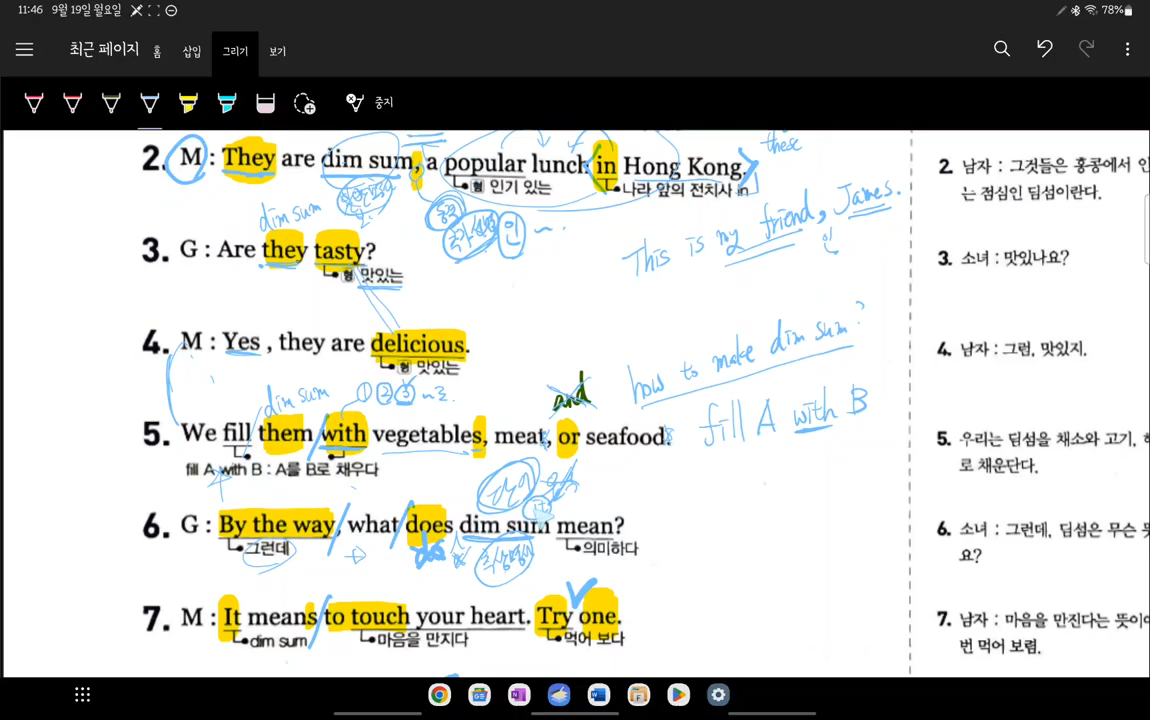 11:46 9월 19일 월요일 78%
최근 페이지 홈 삽입 그리기 보기
중지
these
2. M : They are dim sum, a popular lunch in Hong Kong.
형 인기 있는 나라 앞의 전치사 in
dim sum 동격 인 ~
This is my friend, James.
인
3. G : Are they tasty?
형 맛있는
4. M : Yes, they are delicious.
형 맛있는
how to make dim sum?
dim sum ① ② ③ ~로. and
fill A with B
5. We fill them with vegetables, meat, or seafood.
fill A with B : A를 B로 채우다
6. G : By the way, what does dim sum mean?
그런데 do 의미하다
7. M : It means to touch your heart. Try one.
dim sum 마음을 만지다 먹어 보다
2. 남자 : 그것들은 홍콩에서 인
는 점심인 딤섬이란다.
3. 소녀 : 맛있나요?
4. 남자 : 그럼, 맛있지.
5. 우리는 딤섬을 채소와 고기,
로 채운단다.
6. 소녀 : 그런데, 딤섬은 무슨
요?
7. 남자 : 마음을 만진다는 뜻이
번 먹어 보렴.